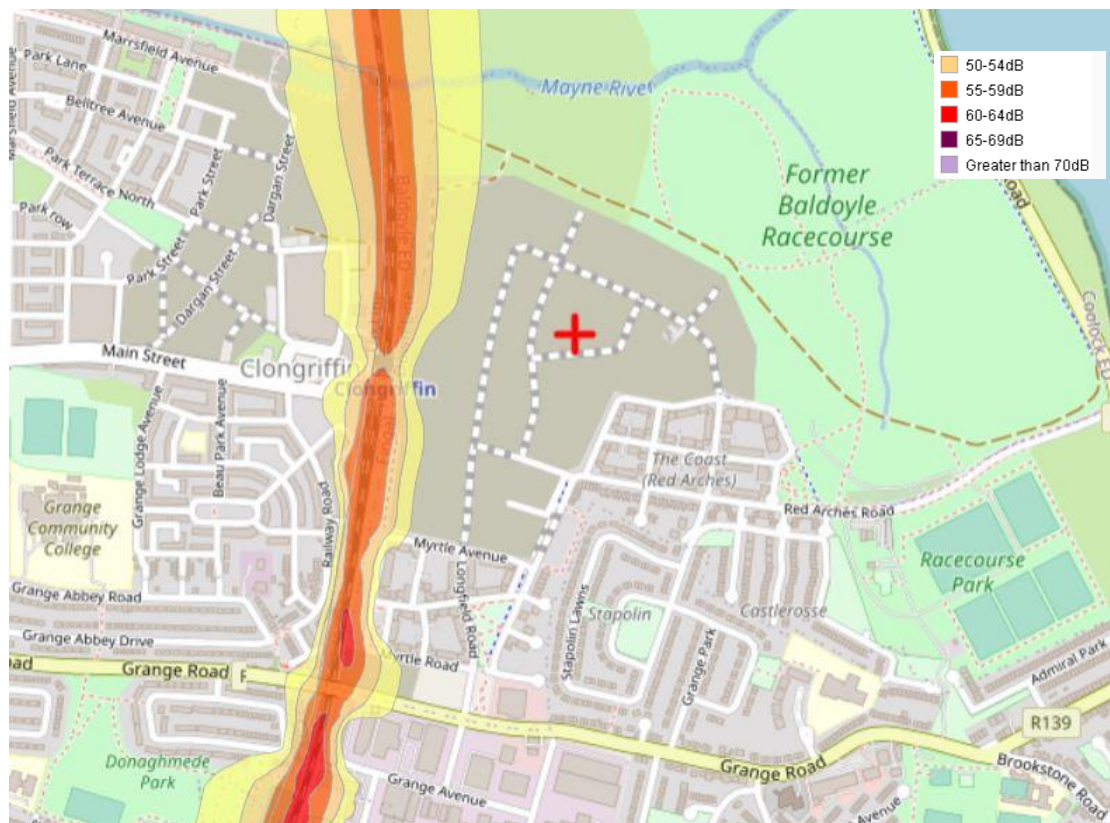 Marrsfield Avenue
Park Lane
Belltree Avenue
Park Terrace North
Park Street
Dargan Street
Park row
Park Street
Dargan Street
Main Street
Clongriffin
Clongriffin
Mayne River
Former
Baldoyle
Racecourse
50-54dB
55-59dB
60-64dB
65-69dB
Greater than 70dB
Road
Coolock ED
Grange Lodge Avenue
Beau Park Avenue
Railway Road
Grange
Community
College
Grange Abbey Road
Grange Abbey Drive
Grange Road
Myrtle Avenue
Longfield Road
Myrtle Road
The Coast
(Red Arches)
Red Arches Road
Racecourse
Park
Stapolin Lawns
Stapolin
Castlerosse
Grange Park
Admiral Park
R139
Brookstone Road
Grange Road
Donaghmede
Park
Grange Avenue
Avenue